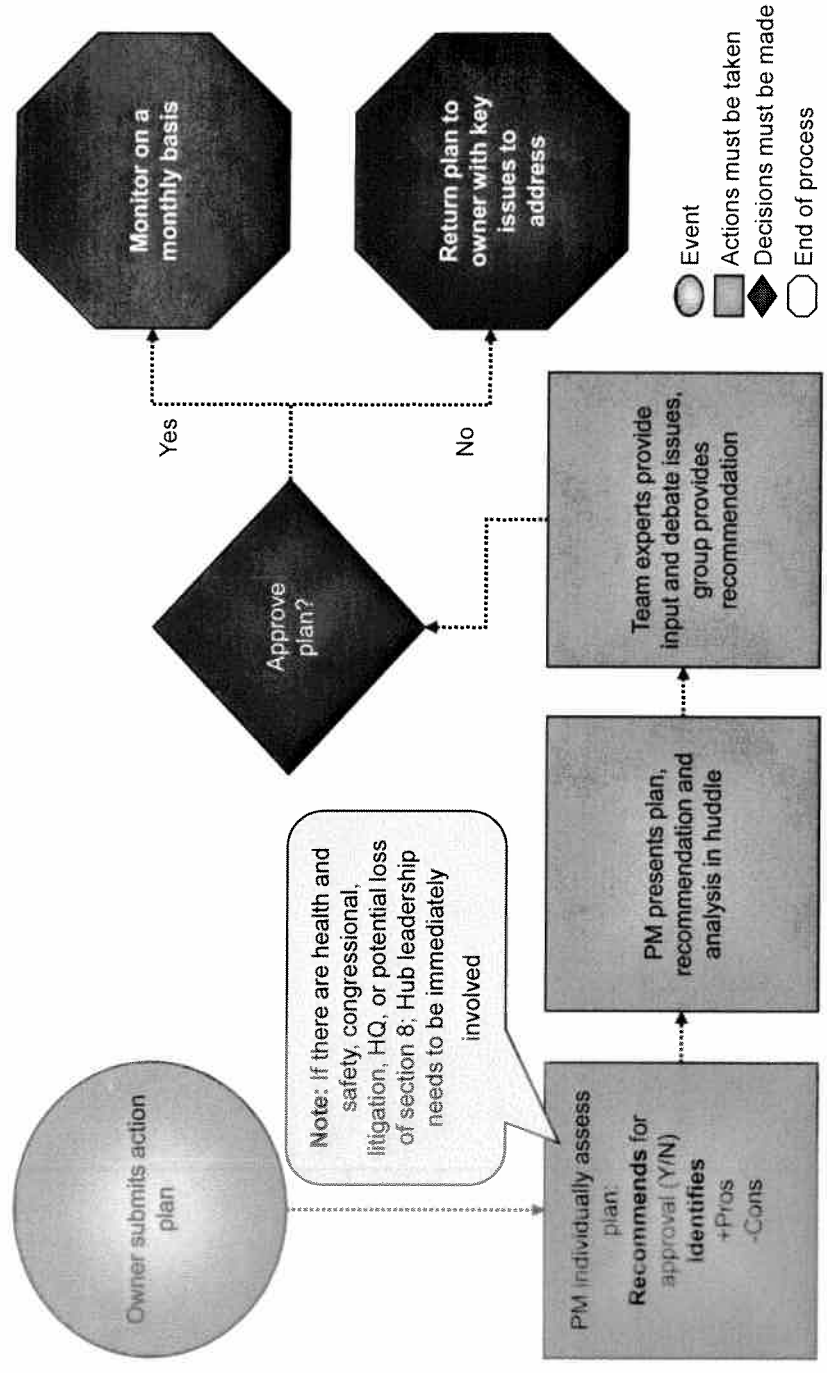 Owner submits action
plan
PM individually assess
plan:
Recommends for
approval (Y/N)
Identifies
+Pros
-Cons
Note: If there are health and
safety, congressional,
litigation, HQ, or potential loss
of section 8; Hub leadership
needs to be immediately
involved
PM presents plan,
recommendation and
analysis in huddle
Team experts provide
input and debate issues,
group provides
recommendation
Approve
plan?
Yes
No
Monitor on a
monthly basis
Return plan to
owner with key
issues to
address
Event
Actions must be taken
Decisions must be made
End of process